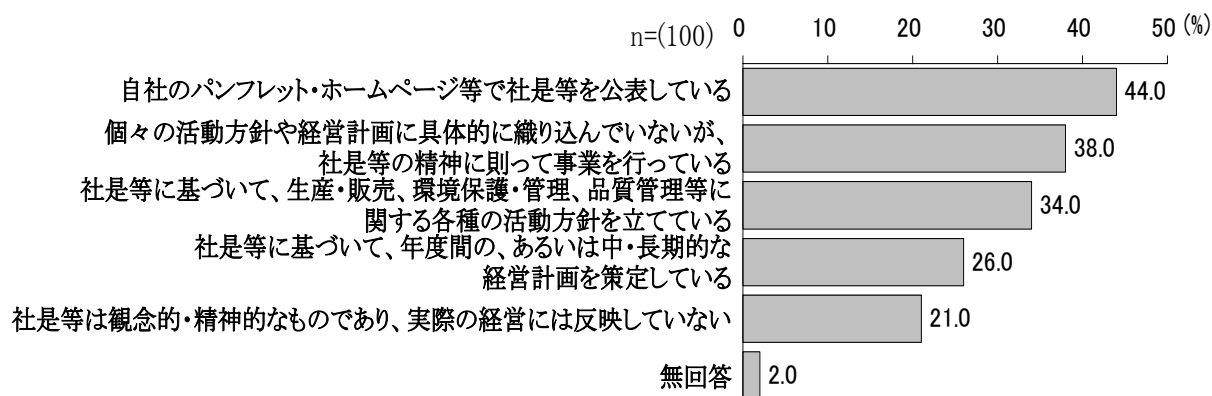 n=(100)
0 10 20 30 40 50 (%)
自社のパンフレット・ホームページ等で社是等を公表している 44.0
個々の活動方針や経営計画に具体的に織り込んでいないが、
社是等の精神に則って事業を行っている 38.0
社是等に基づいて、生産・販売、環境保護・管理、品質管理等に
関する各種の活動方針を立てている 34.0
社是等に基づいて、年度間の、あるいは中・長期的な
経営計画を策定している 26.0
社是等は観念的・精神的なものであり、実際の経営には反映していない 21.0
無回答 2.0